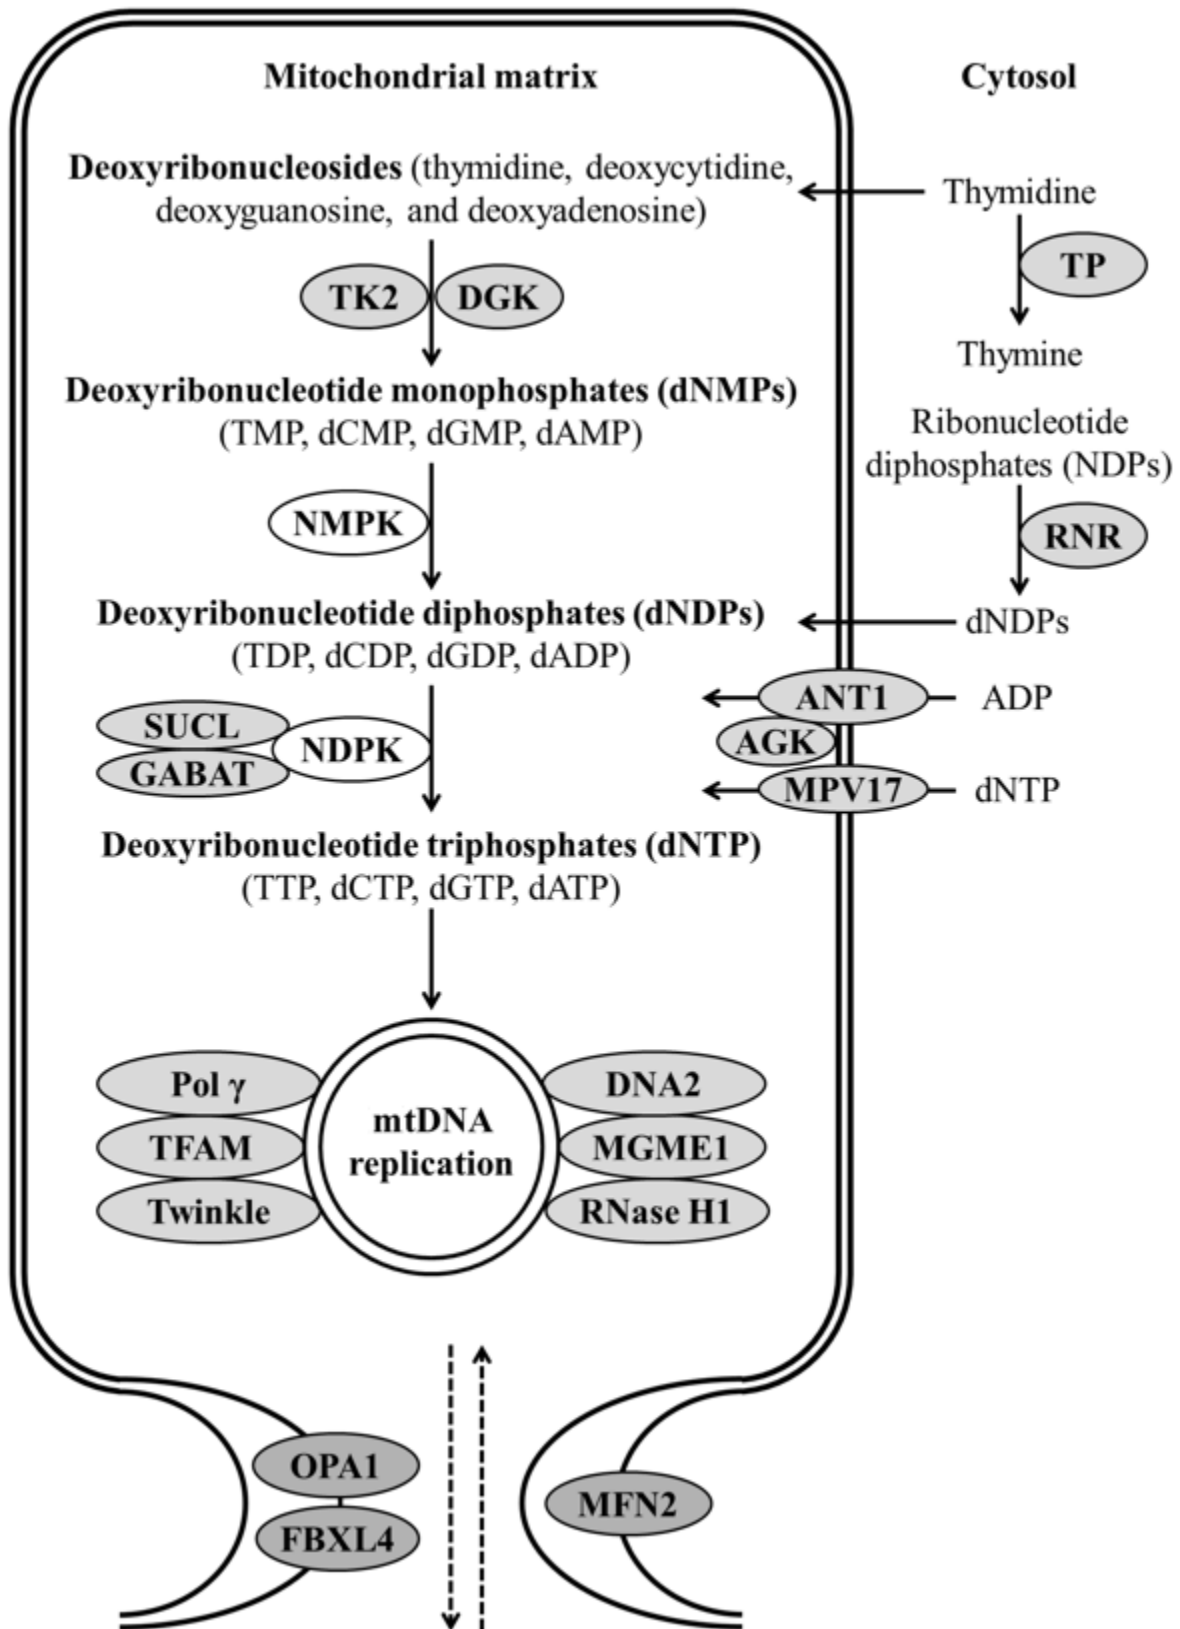 Mitochondrial matrix
Cytosol
Deoxyribonucleosides (thymidine, deoxycytidine,
deoxyguanosine, and deoxyadenosine)
Thymidine
TP
TK2
DGK
Thymine
Deoxyribonucleotide monophosphates (dNMPs)
(TMP, dCMP, dGMP, dAMP)
Ribonucleotide
diphosphates (NDPs)
NMPK
RNR
Deoxyribonucleotide diphosphates (dNDPs)
(TDP, dCDP, dGDP, dADP)
dNDPs
ANT1
ADP
SUCL
GABAT
NDPK
AGK
MPV17
dNTP
Deoxyribonucleotide triphosphates (dNTP)
(TTP, dCTP, dGTP, dATP)
Pol γ
TFAM
Twinkle
mtDNA
replication
DNA2
MGME1
RNase H1
OPA1
FBXL4
MFN2